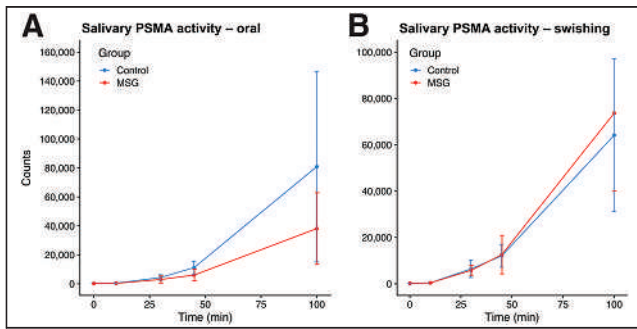 A Salivary PSMA activity – oral
Group
Control
MSG
160,000
140,000
120,000
100,000
80,000
60,000
40,000
20,000
0
Counts
0 25 50 75 100
Time (min)
B Salivary PSMA activity – swishing
Group
Control
MSG
100,000
80,000
60,000
40,000
20,000
0
0 25 50 75 100
Time (min)